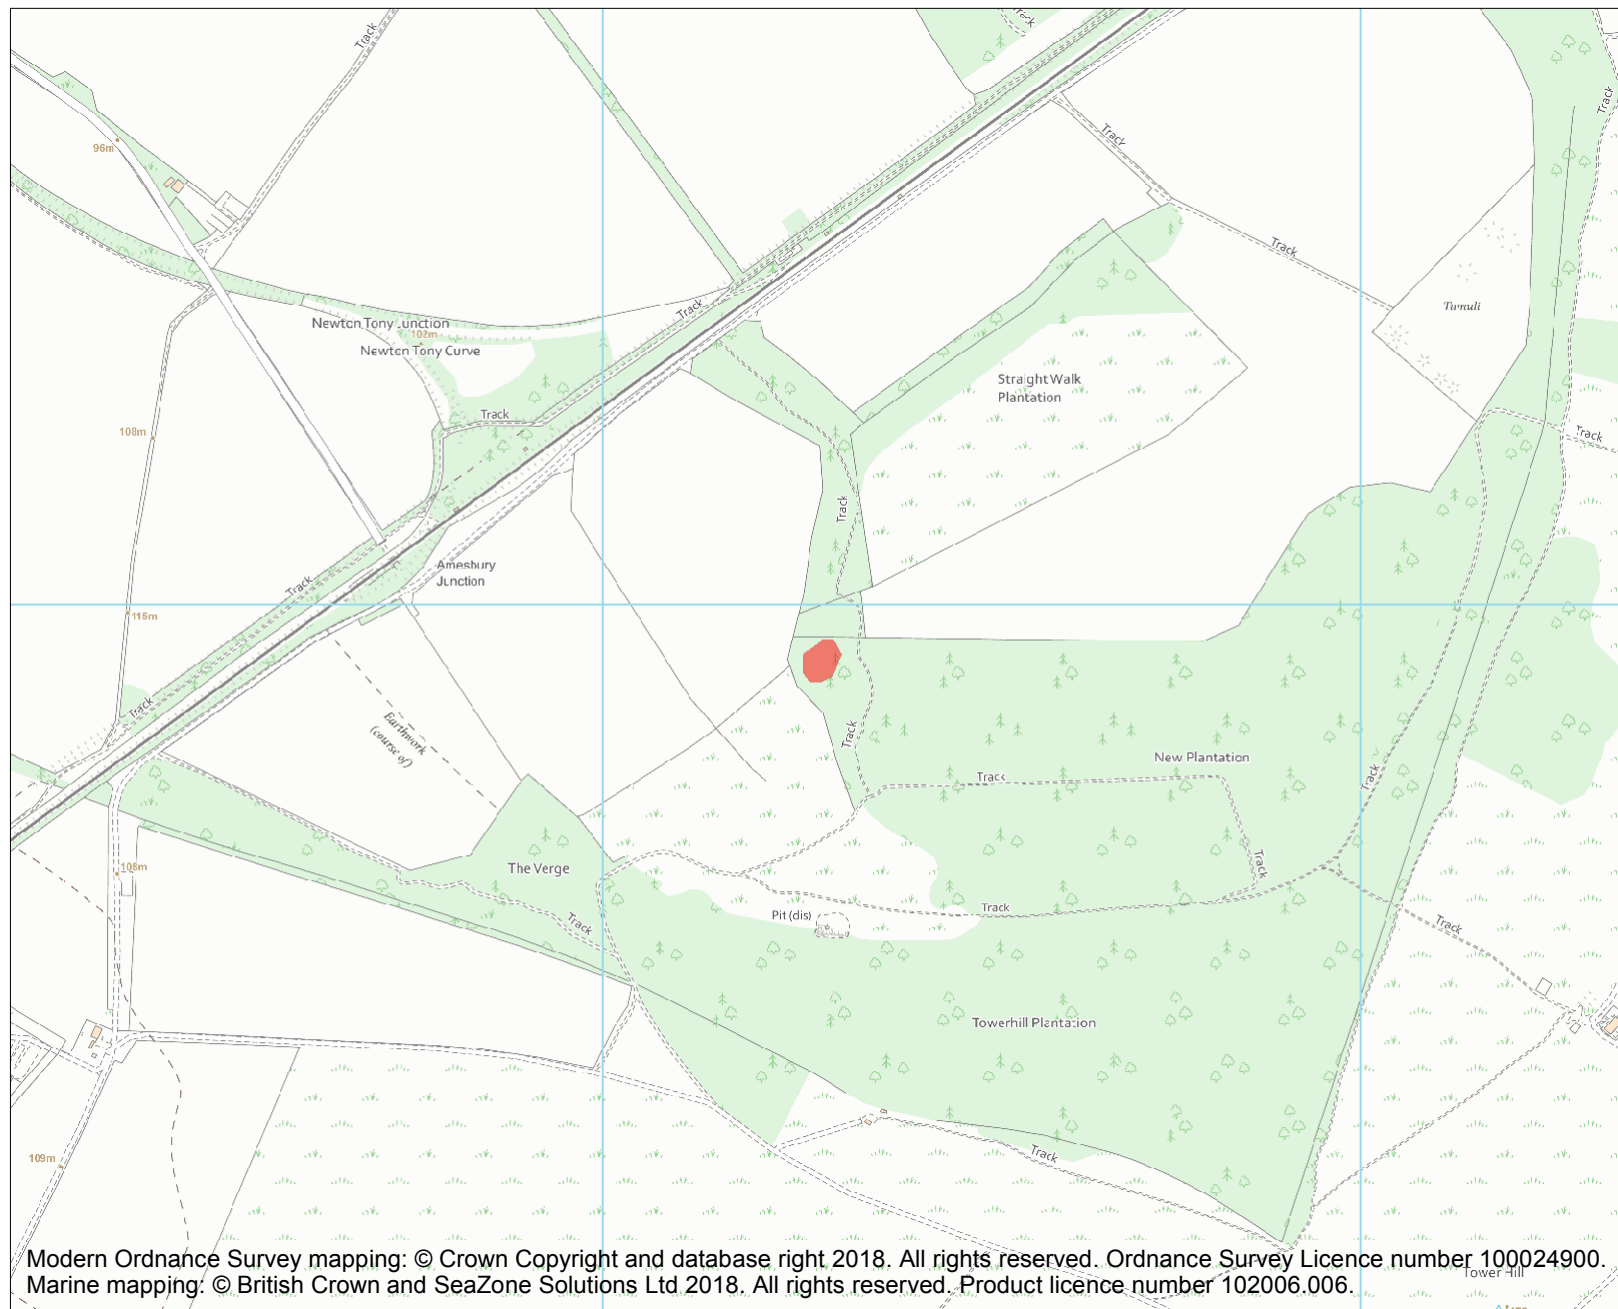 Track
Track
Track
96m
Track
Track
Tumuli
Track
Newton Tony Junction
102m
Newton Tony Curve
Straight Walk
Plantation
Track
108m
Track
Track
Amesbury
Junction
Track
115m
Track
Earthwork
(course of)
Track
New Plantation
Track
Track
The Verge
108m
Track
Track
Pit (dis)
Track
Track
Towerhill Plantation
109m
Track
Modern Ordnance Survey mapping: © Crown Copyright and database right 2018. All rights reserved. Ordnance Survey Licence number 100024900.
Marine mapping: © British Crown and SeaZone Solutions Ltd 2018. All rights reserved. Product licence number 102006.006.
Tower Hill